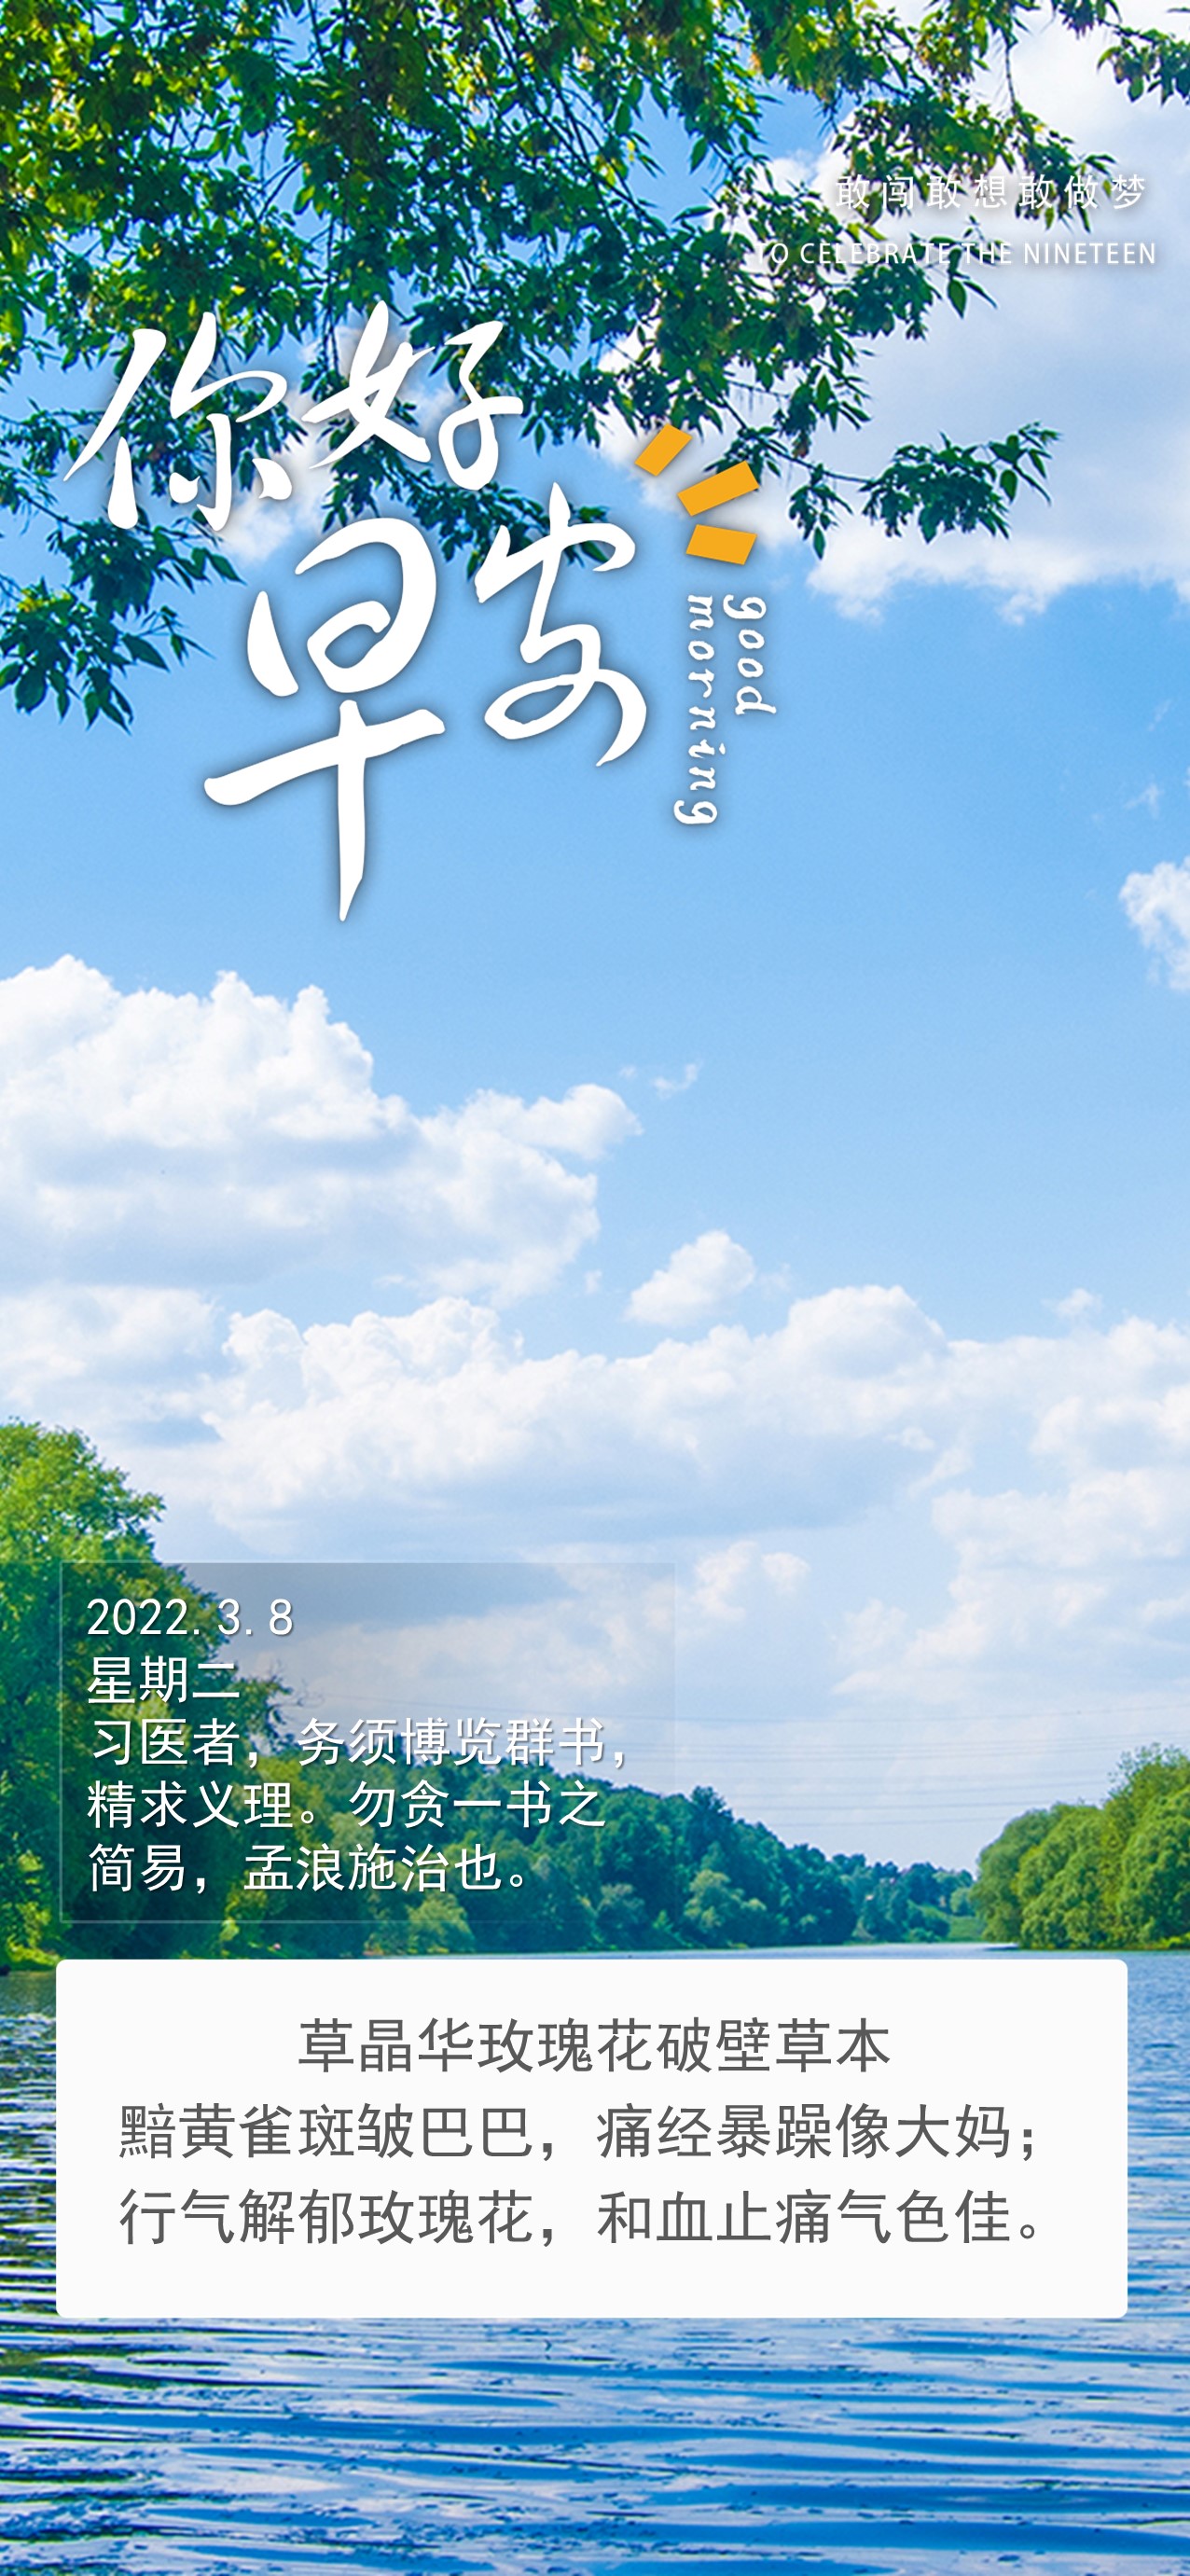 敢闯敢想敢做梦
TO CELEBRATE THE NINETEEN
你好
早安
good
morning
2022.3.8
星期二
习医者，务须博览群书，
精求义理。勿贪一书之
简易，孟浪施治也。
草晶华玫瑰花破壁草本
黯黄雀斑皱巴巴，痛经暴躁像大妈；
行气解郁玫瑰花，和血止痛气色佳。